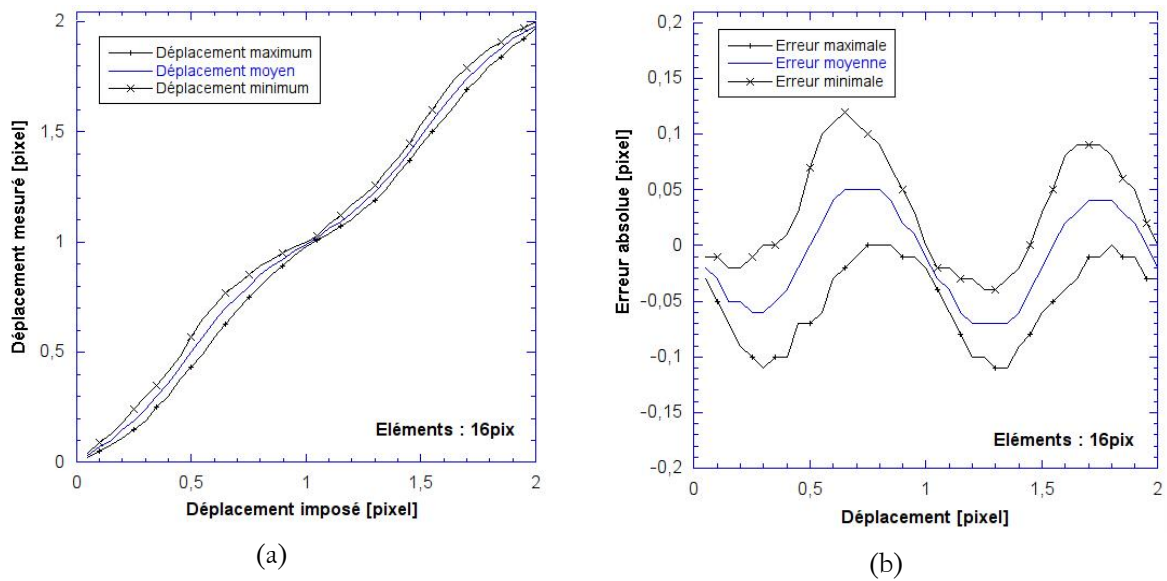 2
1,5
1
0,5
0
0
0,5
1
1,5
2
Déplacement mesuré [pixel]
Déplacement maximum
Déplacement moyen
Déplacement minimum
Eléments : 16pix
Déplacement imposé [pixel]
(a)
0,2
0,15
0,1
0,05
0
-0,05
-0,1
-0,15
-0,2
0
0,5
1
1,5
2
Erreur absolue [pixel]
Erreur maximale
Erreur moyenne
Erreur minimale
Eléments : 16pix
Déplacement [pixel]
(b)